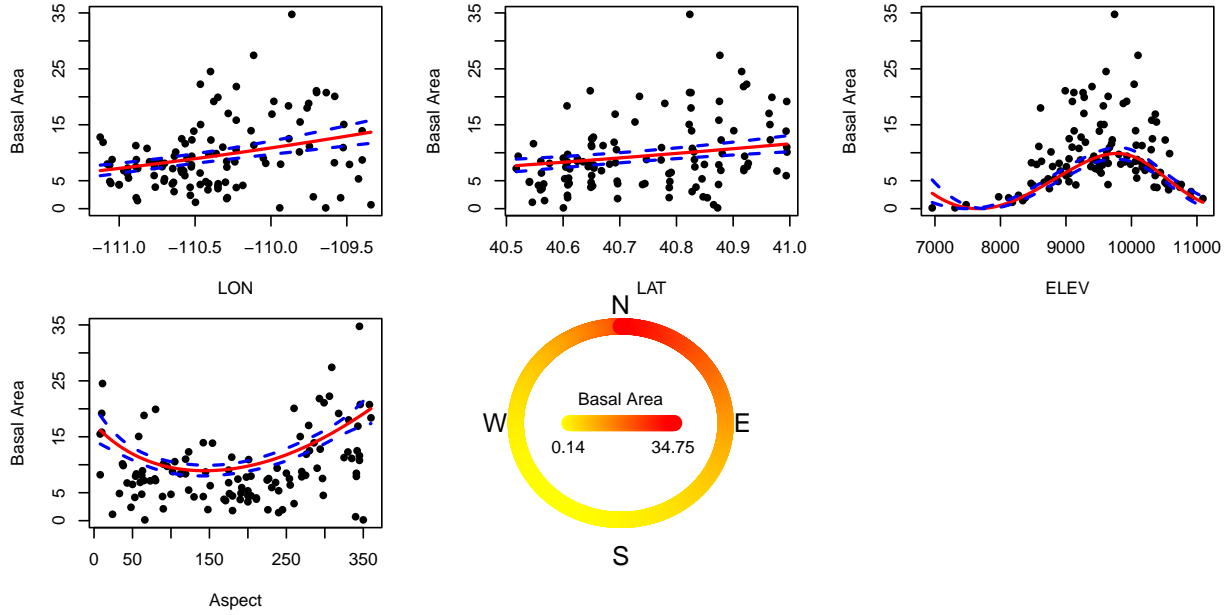 35
25
15
5
0
Basal Area
−111.0 −110.5 −110.0 −109.5
LON
35
25
15
5
0
Basal Area
40.5 40.6 40.7 40.8 40.9 41.0
LAT
35
25
15
5
0
Basal Area
7000 8000 9000 10000 11000
ELEV
35
25
15
5
0
Basal Area
0 50 150 250 350
Aspect
N
W
E
S
Basal Area
0.14 34.75